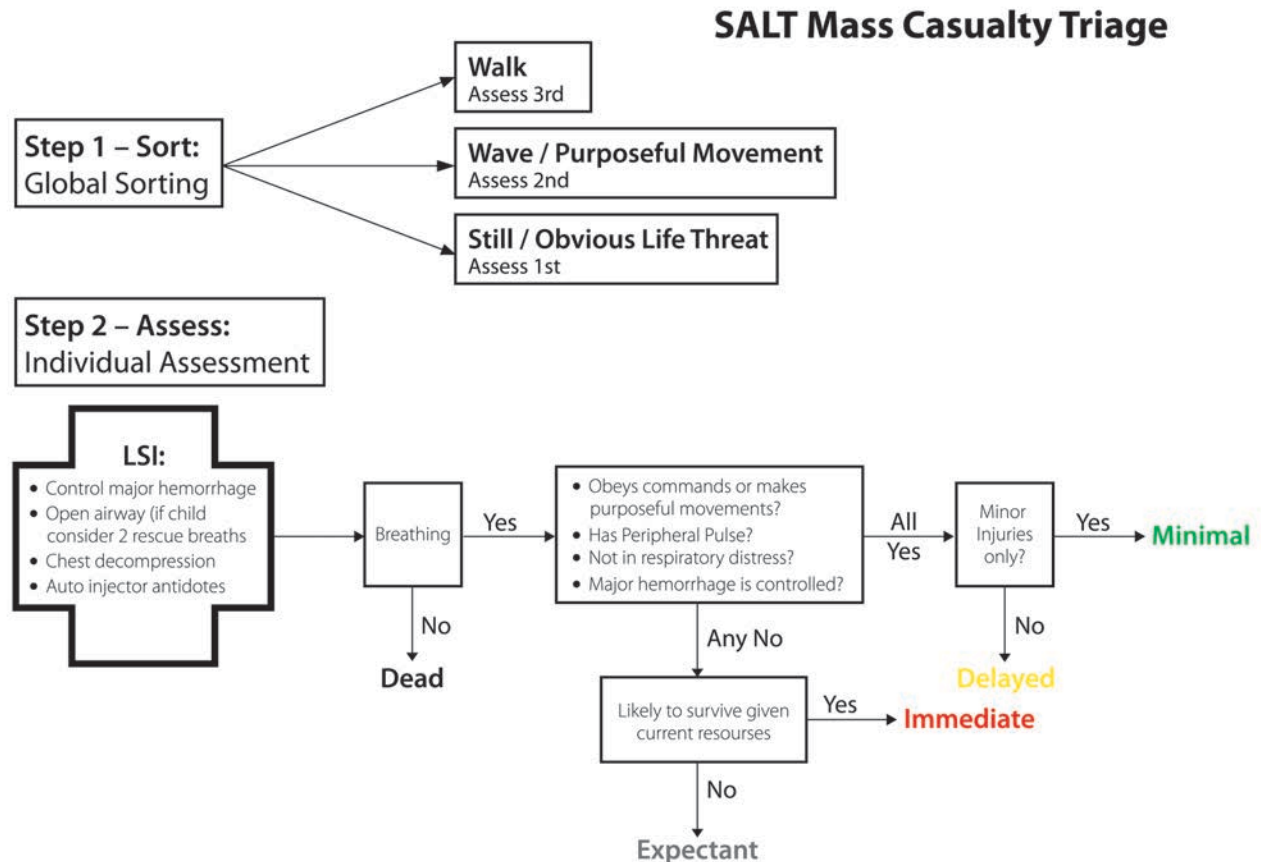 SALT Mass Casualty Triage
Walk
Assess 3rd
Step 1 – Sort:
Global Sorting
Wave / Purposeful Movement
Assess 2nd
Still / Obvious Life Threat
Assess 1st
Step 2 – Assess:
Individual Assessment
LSI:
• Control major hemorrhage
• Open airway (if child
consider 2 rescue breaths
• Chest decompression
• Auto injector antidotes
Breathing
Yes
No
Dead
• Obeys commands or makes
purposeful movements?
• Has Peripheral Pulse?
• Not in respiratory distress?
• Major hemorrhage is controlled?
All
Yes
Minor
Injuries
only?
Yes
Minimal
No
Delayed
Any No
Likely to survive given
current resourses
Yes
Immediate
No
Expectant